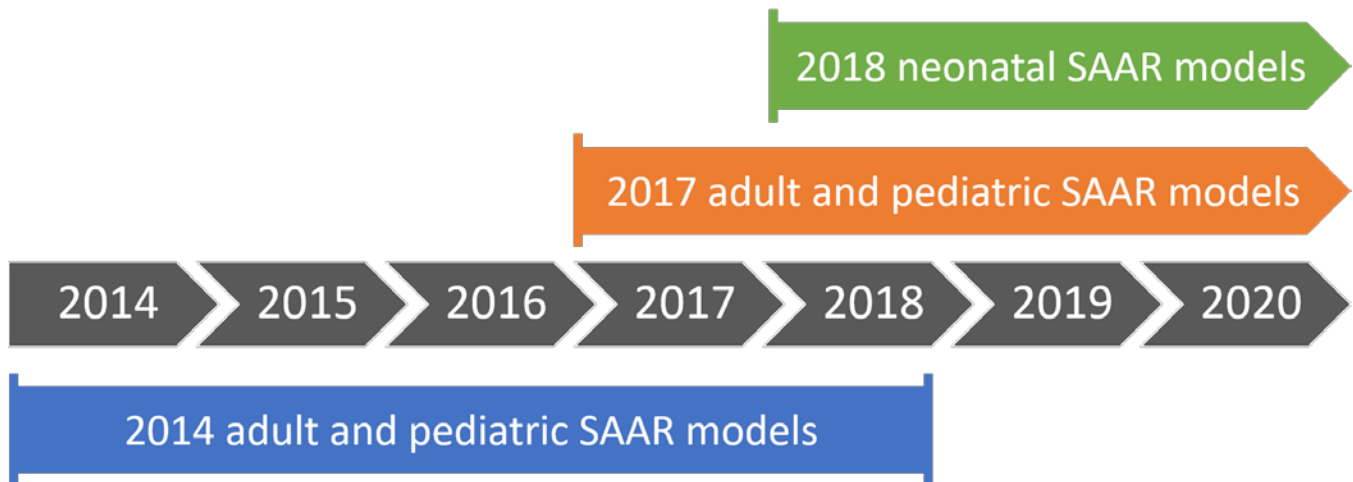 2018 neonatal SAAR models
2017 adult and pediatric SAAR models
2014 2015 2016 2017 2018 2019 2020
2014 adult and pediatric SAAR models